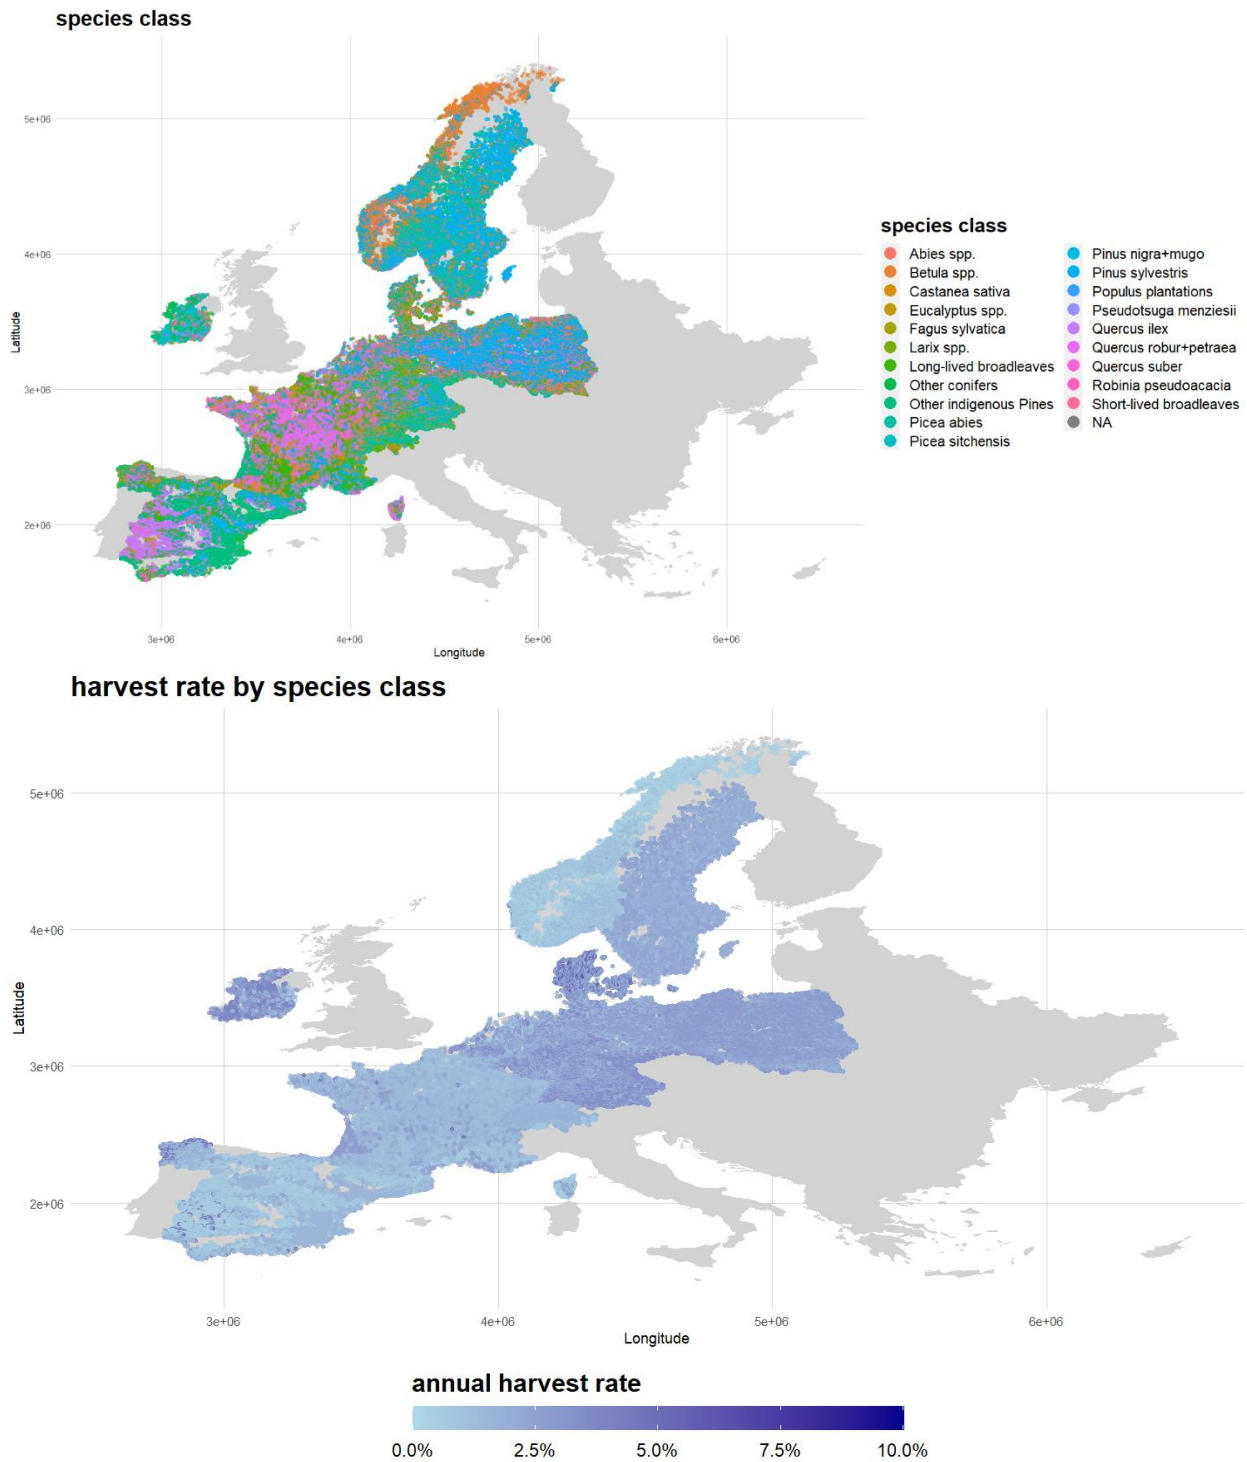 species class
5e+06
4e+06
3e+06
2e+06
Latitude
3e+06 4e+06 5e+06 6e+06
Longitude
species class
Abies spp.
Betula spp.
Castanea sativa
Eucalyptus spp.
Fagus sylvatica
Larix spp.
Long-lived broadleaves
Other conifers
Other indigenous Pines
Picea abies
Picea sitchensis
Pinus nigra+mugo
Pinus sylvestris
Populus plantations
Pseudotsuga menziesii
Quercus ilex
Quercus robur+petraea
Quercus suber
Robinia pseudoacacia
Short-lived broadleaves
NA
harvest rate by species class
5e+06
4e+06
3e+06
2e+06
Latitude
3e+06 4e+06 5e+06 6e+06
Longitude
annual harvest rate
0.0% 2.5% 5.0% 7.5% 10.0%